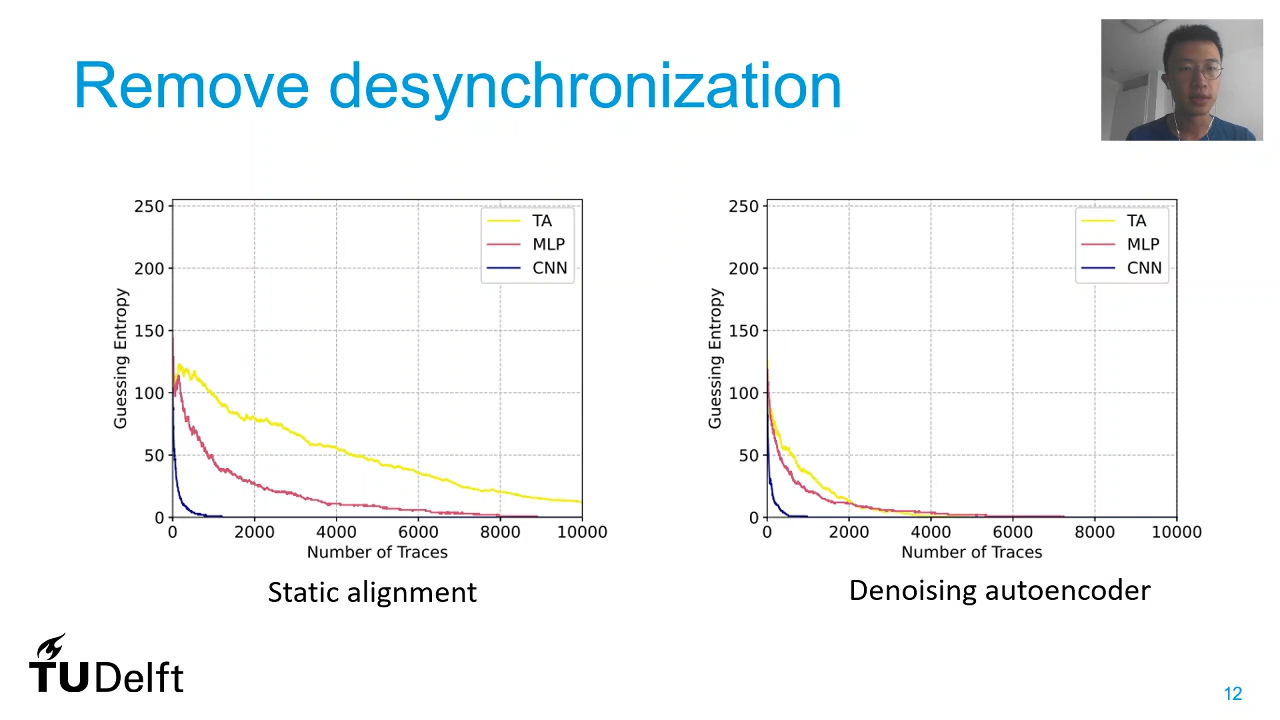 Remove desynchronization
250
200
150
100
50
0
0 2000 4000 6000 8000 10000
Guessing Entropy
Number of Traces
TA
MLP
CNN
Static alignment
250
200
150
100
50
0
0 2000 4000 6000 8000 10000
Guessing Entropy
Number of Traces
TA
MLP
CNN
Denoising autoencoder
TUDelft
12